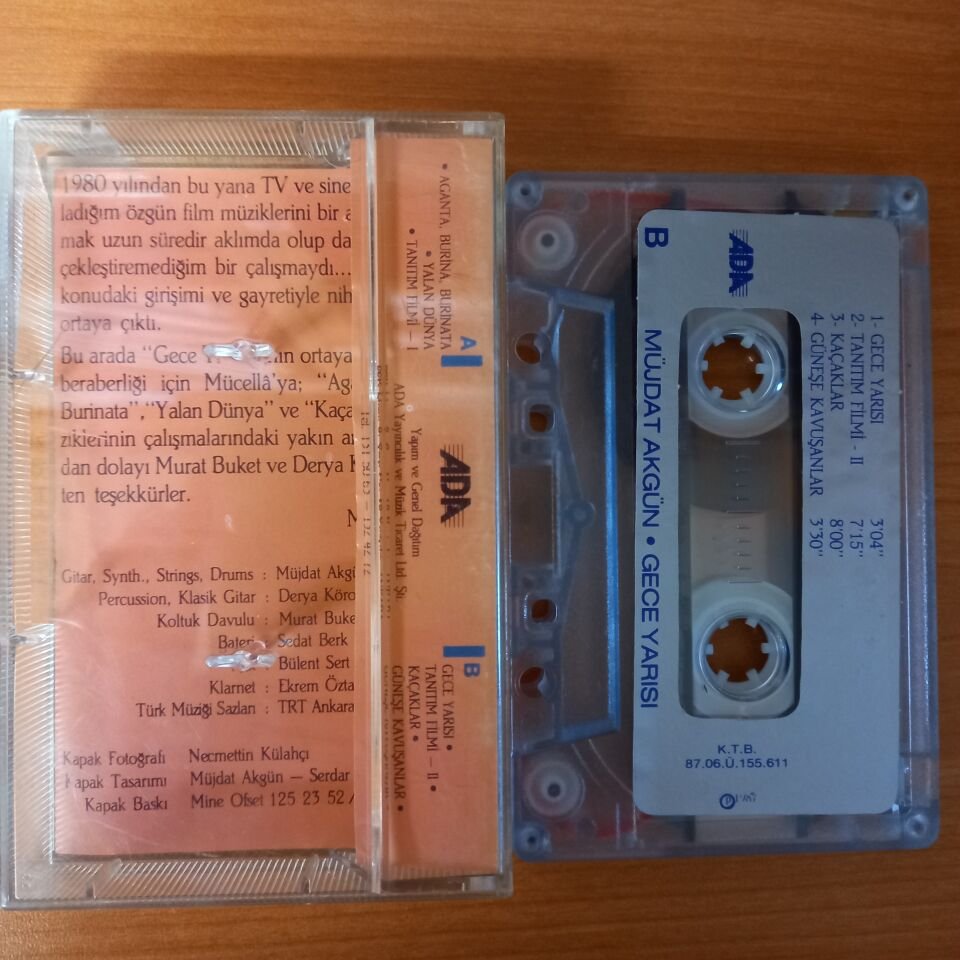 1980 yılından bu yana TV ve sine
ladığım özgün film müziklerini bir a
mak uzun süredir aklımda olup da
çekleştiremediğim bir çalışmaydı...
konudaki girişimi ve gayretiyle nih
ortaya çıktı.
Bu arada "Gece Y nın ortaya
beraberliği için Mücellâ'ya; "Aga
Burinata", "Yalan Dünya" ve "Kaça
ziklerinin çalışmalarındaki yakın
dan dolayı Murat Buket ve Derya K
ten teşekkürler.
M
Gitar, Synth., Strings, Drums : Müjdat Akgü
Percussion, Klasik Gitar : Derya Köro
Koltuk Davulu : Murat Buke
Bateri Sedat Berk
Bülent Sert
Klarnet : Ekrem Özta
Türk Müziği Sazları : TRT Ankara
Kapak Fotoğrafı Necmettin Külahçı
Kapak Tasarımı Müjdat Akgün — Serdar
Kapak Baskı Mine Ofset 125 23 52
A
• AGANTA, BURİNA, BURİNATA
• YALAN DÜNYA
• TANITIM FİLMİ — I
ADA
Yapım ve Genel Dağıtım
ADA Yayıncılık ve Müzik Ticaret Ltd. Şti.
B
GECE YARISI •
TANITIM FİLMİ — II •
KAÇAKLAR •
GÜNEŞE KAVUŞANLAR •
B
ADA
1- GECE YARISI 3'04"
2- TANITIM FİLMİ - II 7'15"
3- KAÇAKLAR 8'00"
4- GÜNEŞE KAVUŞANLAR 3'30"
MÜJDAT AKGÜN • GECE YARISI
K.T.B.
87.06.Ü.155.611